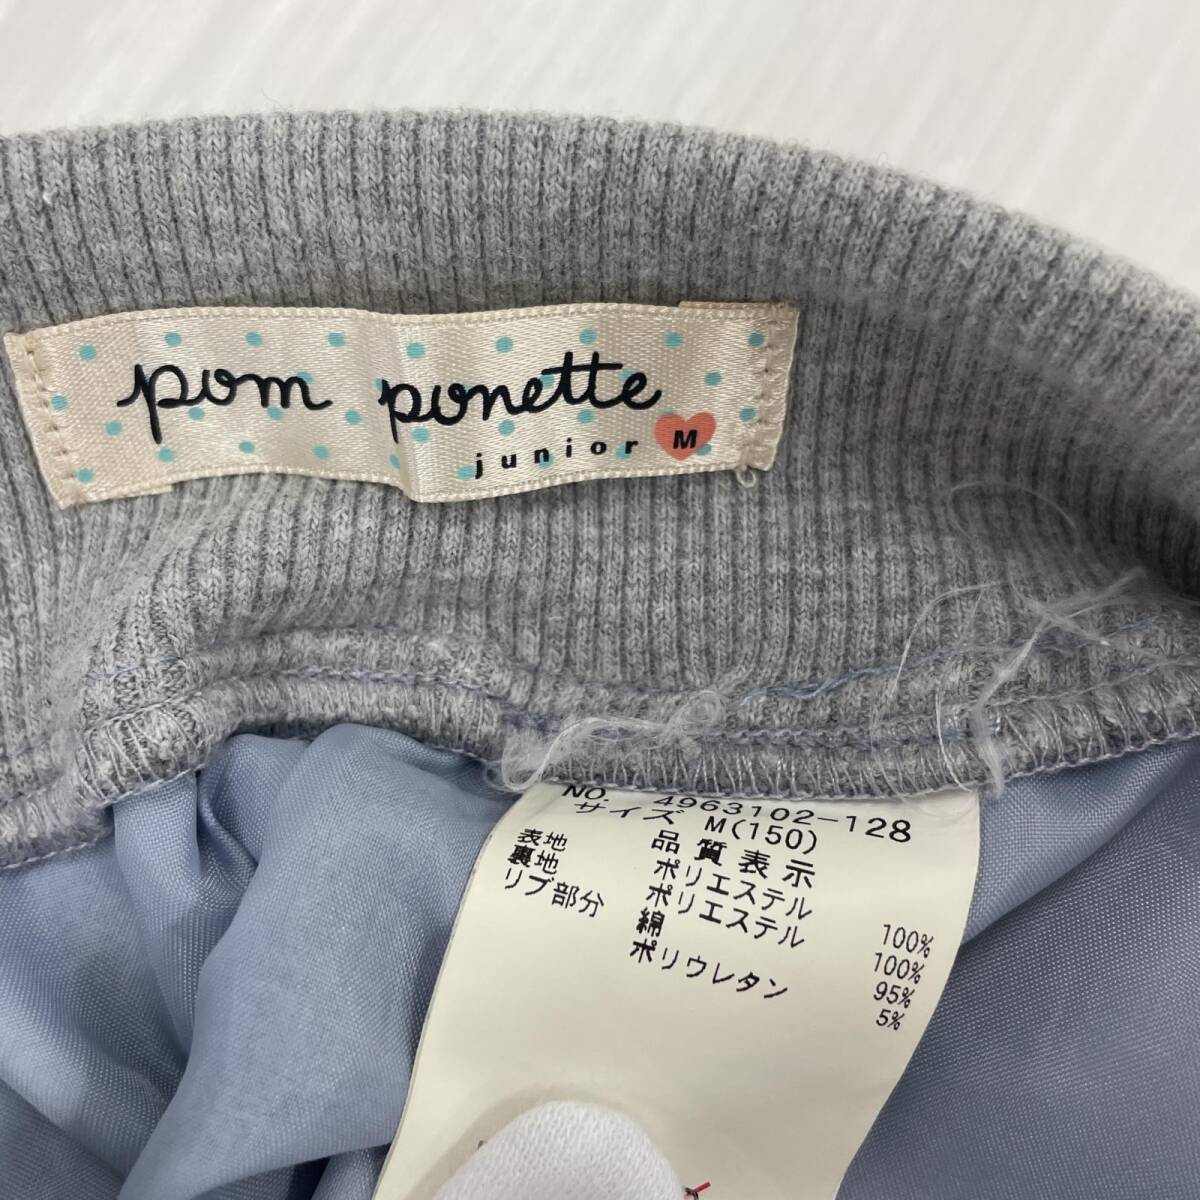 pom ponette
junior M
NO. 4963102-128
サイズ M(150)
品質表示
表地 ポリエステル 100%
裏地 ポリエステル 100%
リブ部分 綿 95%
ポリウレタン 5%